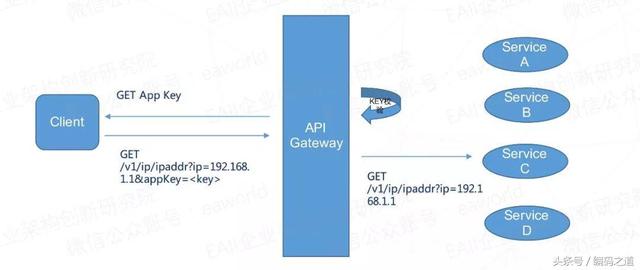 Client
GET App Key
GET
/v1/ip/ipaddr?ip=192.168.
1.1&appKey=<key>
API
Gateway
KEY校
验
GET
/v1/ip/ipaddr?ip=192.1
68.1.1
Service
A
Service
B
Service
C
Service
D
EAII企业架构创新研究院
微信公众账号，eaworld
头条号 / 编码之道